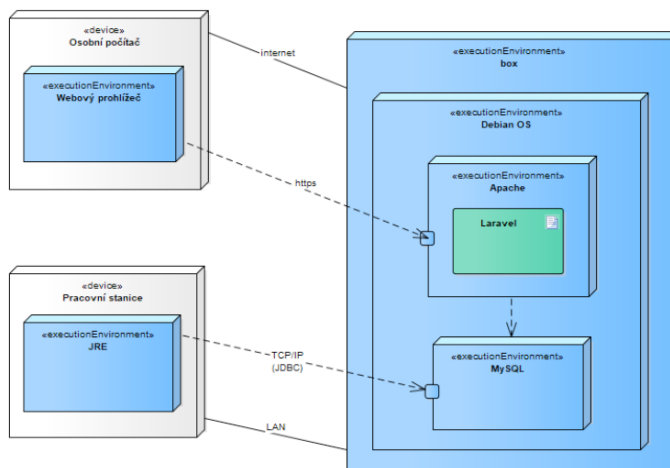 «device»
Osobní počítač
«executionEnvironment»
Webový prohlížeč
internet
https
«executionEnvironment»
box
«executionEnvironment»
Debian OS
«executionEnvironment»
Apache
Laravel
«device»
Pracovní stanice
«executionEnvironment»
JRE
TCP/IP
(JDBC)
LAN
«executionEnvironment»
MySQL